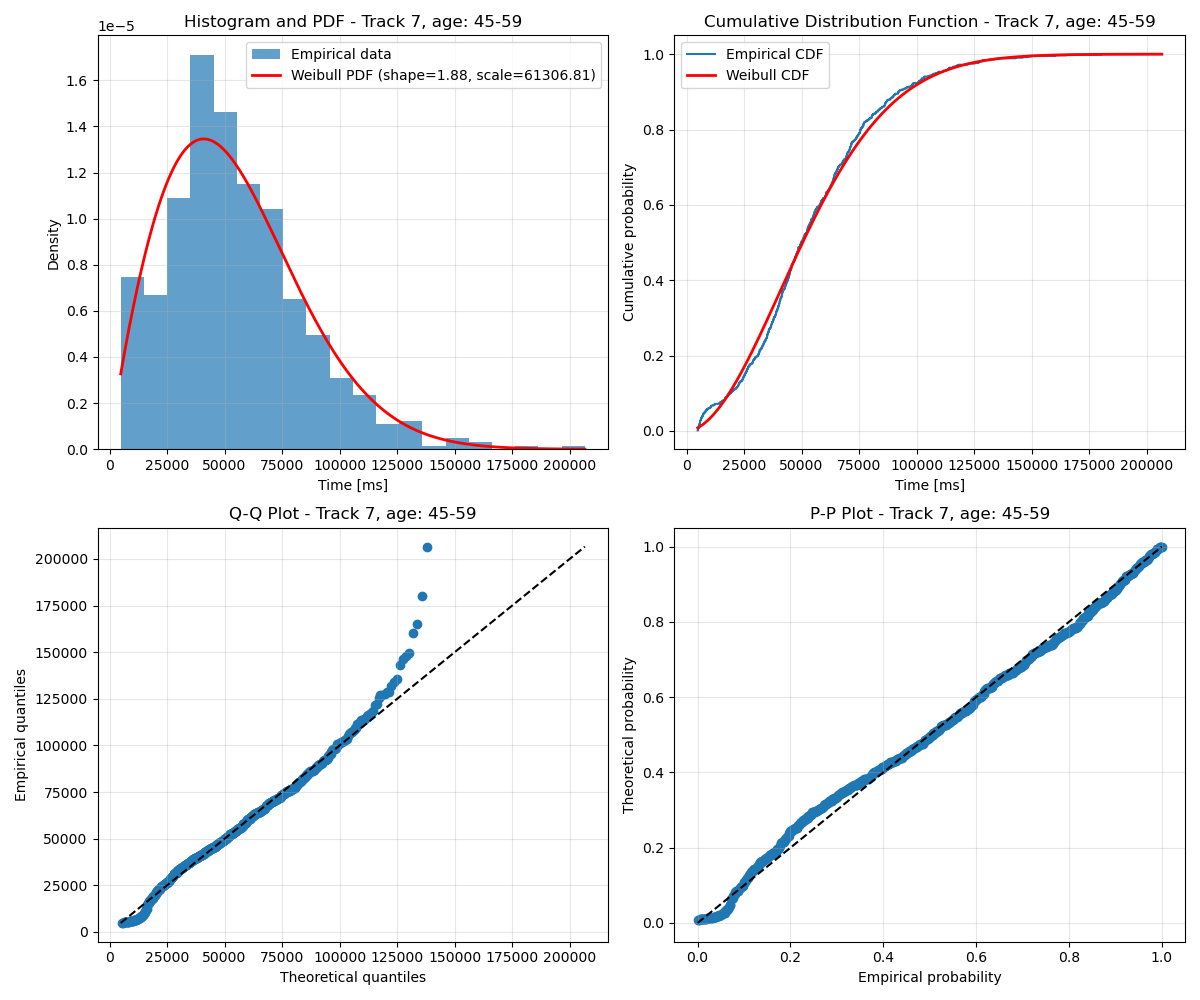 Histogram and PDF - Track 7, age: 45-59
1e−5
Empirical data
Weibull PDF (shape=1.88, scale=61306.81)
1.6
1.4
1.2
1.0
0.8
0.6
0.4
0.2
0.0
Density
0 25000 50000 75000 100000 125000 150000 175000 200000
Time [ms]
Cumulative Distribution Function - Track 7, age: 45-59
Empirical CDF
Weibull CDF
1.0
0.8
0.6
0.4
0.2
0.0
Cumulative probability
0 25000 50000 75000 100000 125000 150000 175000 200000
Time [ms]
Q-Q Plot - Track 7, age: 45-59
200000
175000
150000
125000
100000
75000
50000
25000
0
Empirical quantiles
0 25000 50000 75000 100000 125000 150000 175000 200000
Theoretical quantiles
P-P Plot - Track 7, age: 45-59
1.0
0.8
0.6
0.4
0.2
0.0
Theoretical probability
0.0 0.2 0.4 0.6 0.8 1.0
Empirical probability